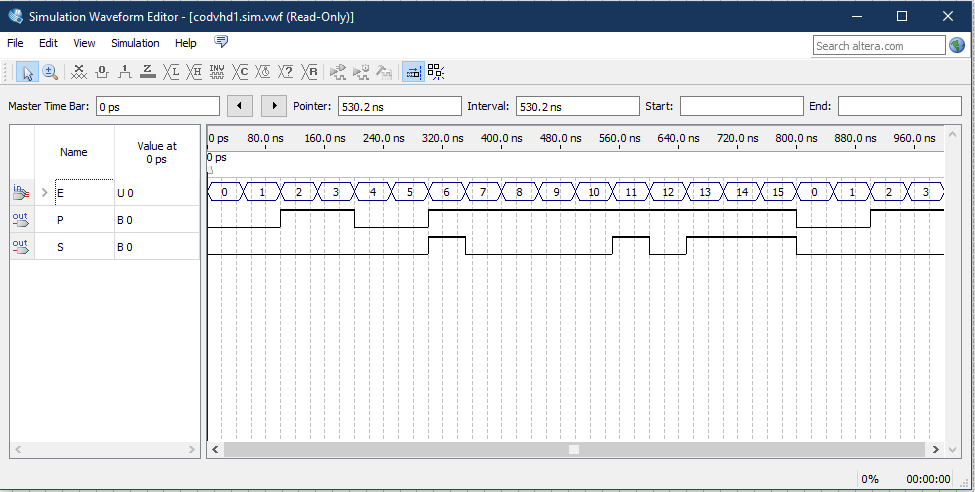 Simulation Waveform Editor - [codvhd1.sim.vwf (Read-Only)]
File Edit View Simulation Help
Search altera.com
Master Time Bar: 0 ps Pointer: 530.2 ns Interval: 530.2 ns Start: End:
Name
Value at
0 ps
0 ps 80.0 ns 160.0 ns 240.0 ns 320.0 ns 400.0 ns 480.0 ns 560.0 ns 640.0 ns 720.0 ns 800.0 ns 880.0 ns 960.0 ns
0 ps
in E U 0 0 1 2 3 4 5 6 7 8 9 10 11 12 13 14 15 0 1 2 3
out P B 0
out S B 0
0% 00:00:00